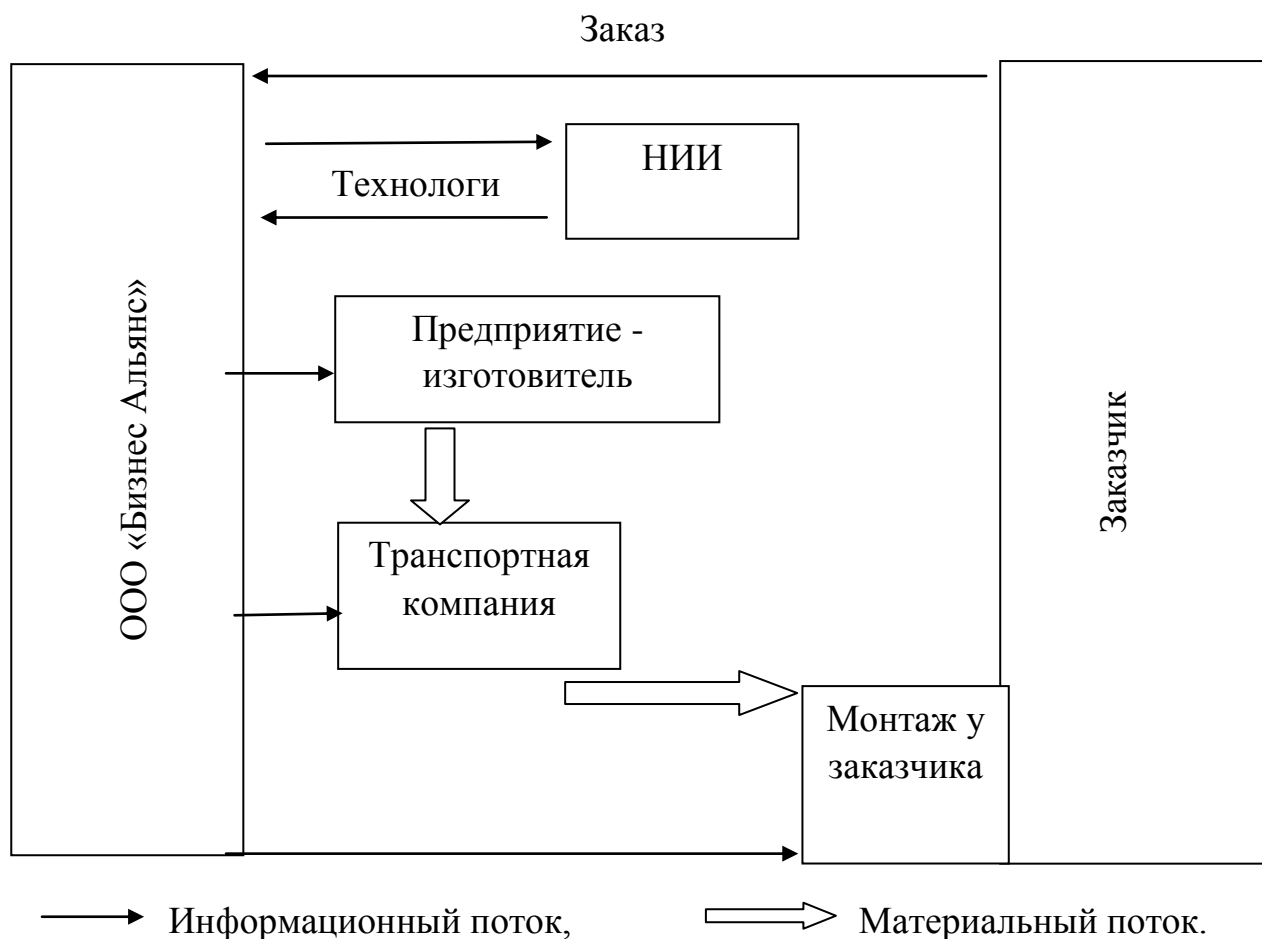 Заказ
НИИ
Технологи
ООО «Бизнес Альянс»
Предприятие -
изготовитель
Заказчик
Транспортная
компания
Монтаж у
заказчика
Информационный поток,
Материальный поток.